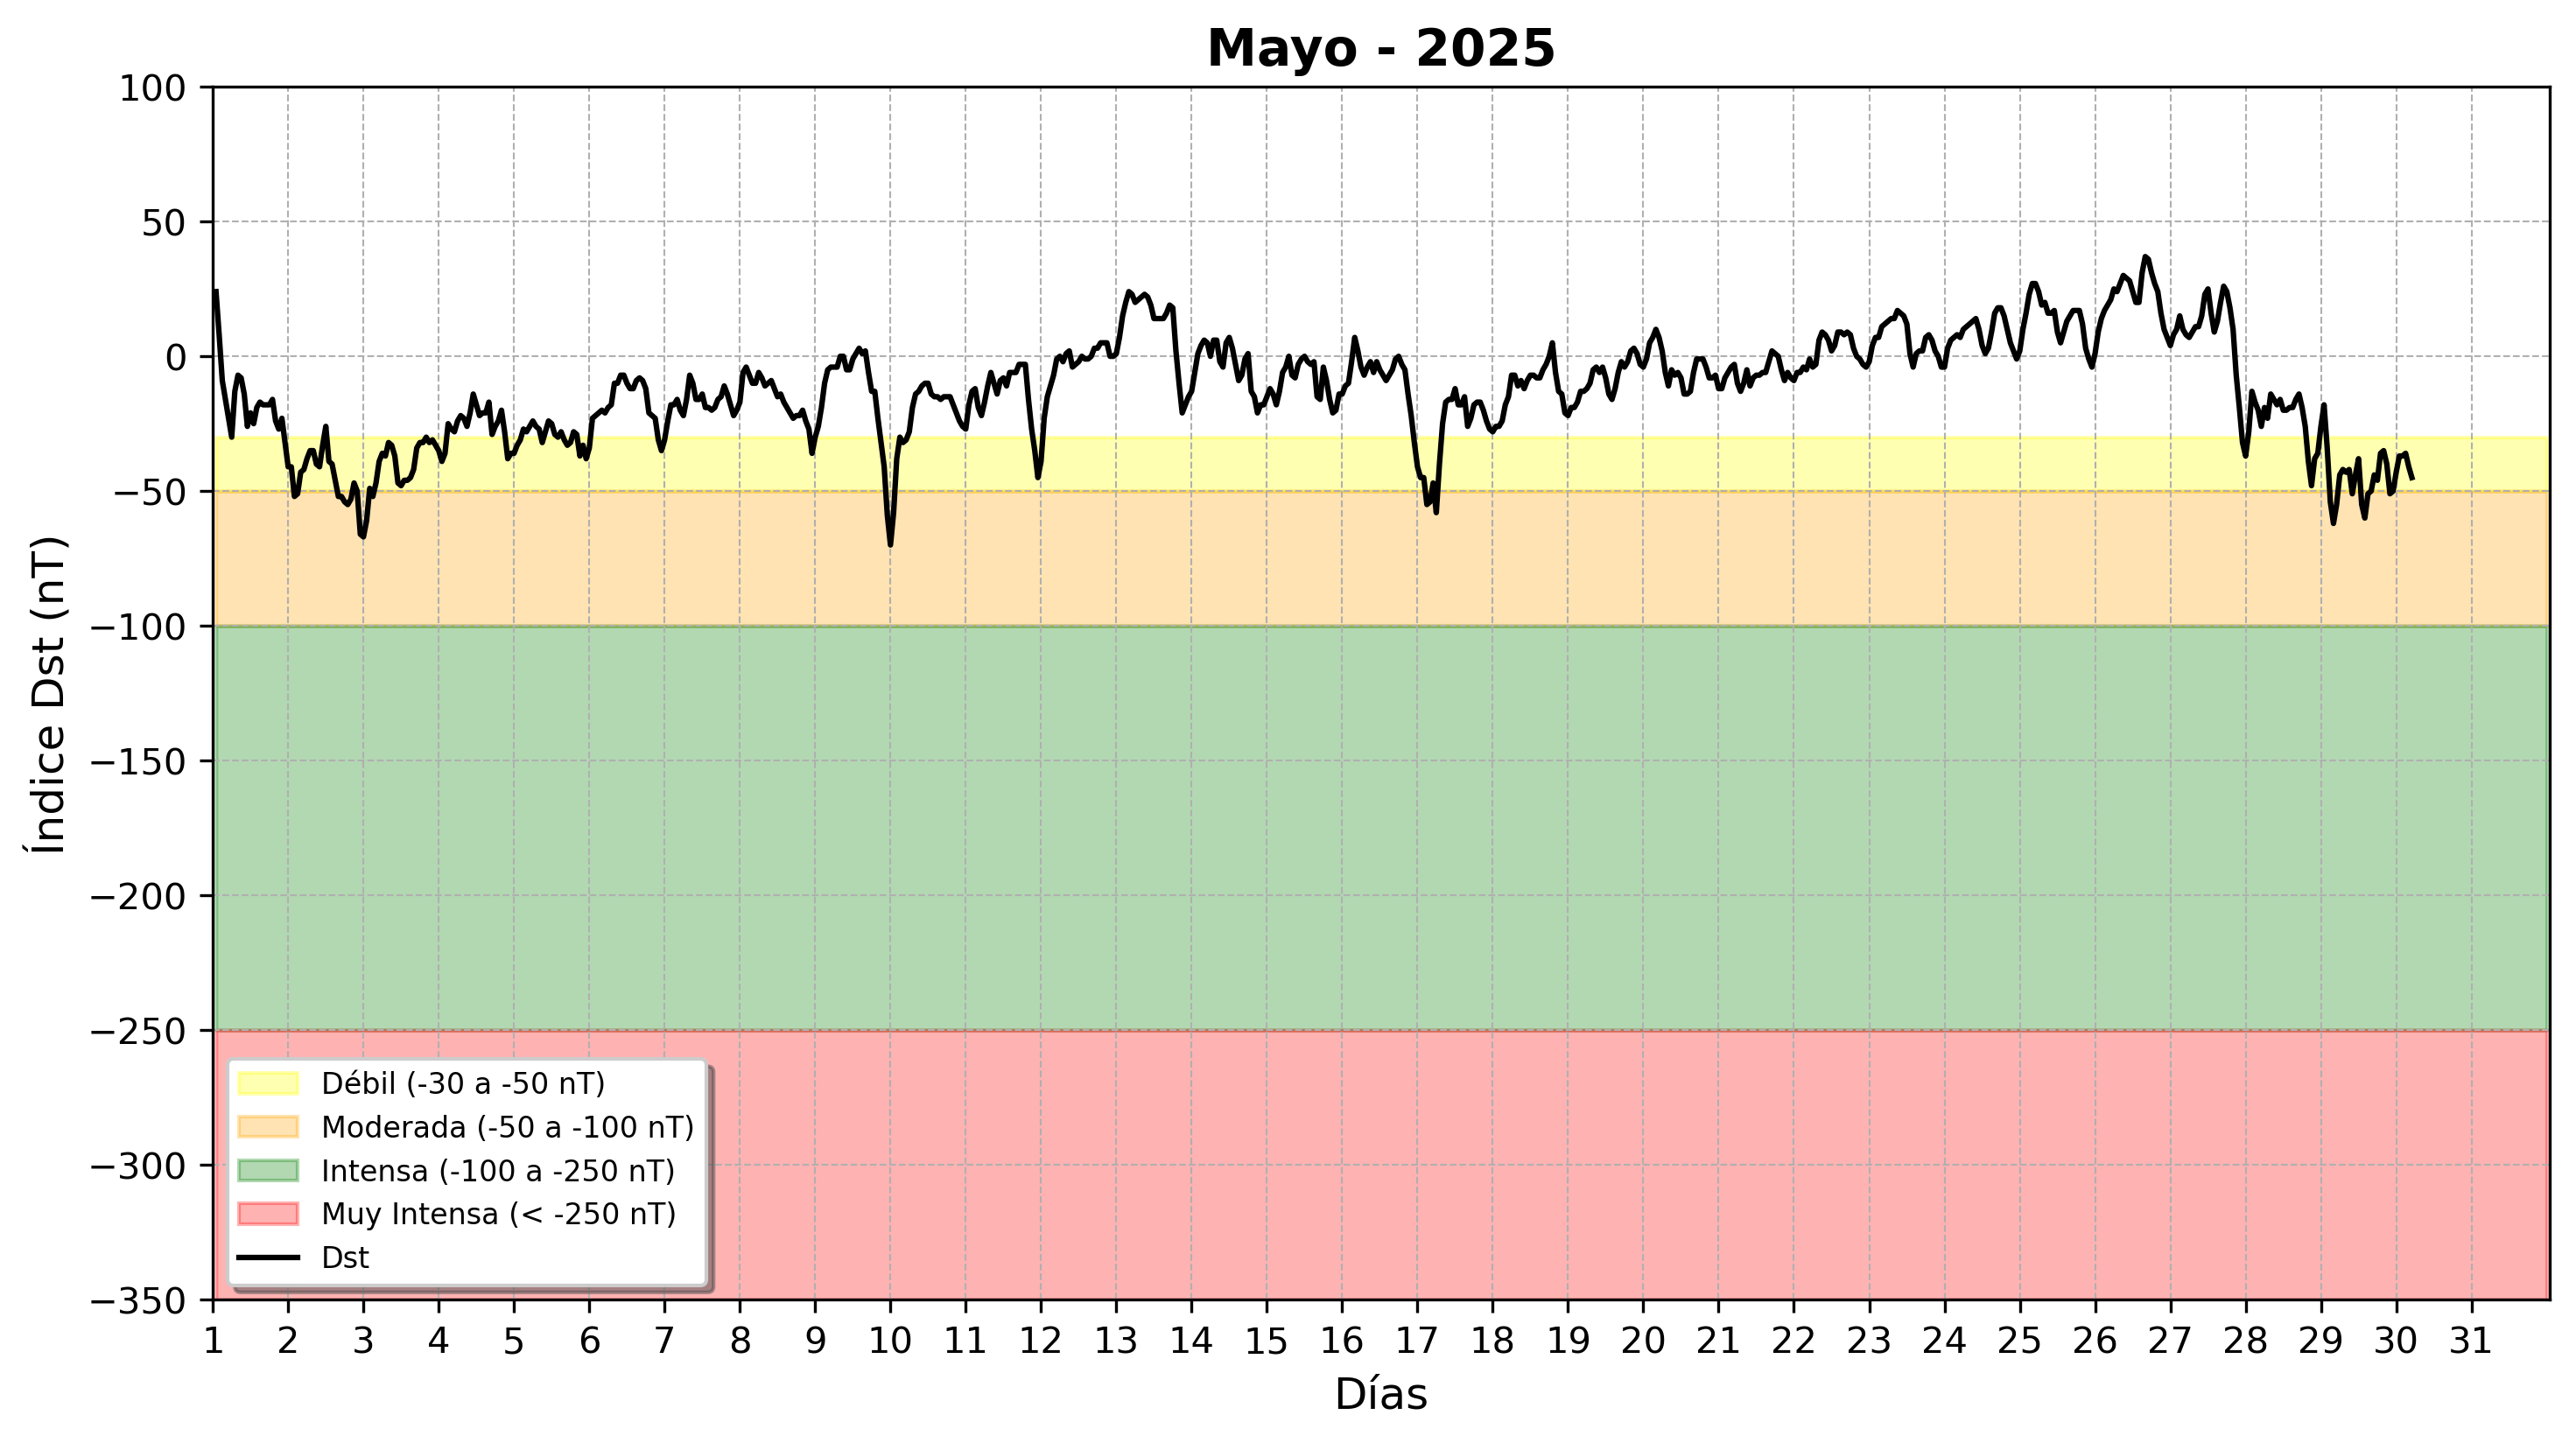 Mayo - 2025
100
50
0
−50
−100
−150
−200
−250
−300
−350
Índice Dst (nT)
Débil (-30 a -50 nT)
Moderada (-50 a -100 nT)
Intensa (-100 a -250 nT)
Muy Intensa (< -250 nT)
Dst
1 2 3 4 5 6 7 8 9 10 11 12 13 14 15 16 17 18 19 20 21 22 23 24 25 26 27 28 29 30 31
Días